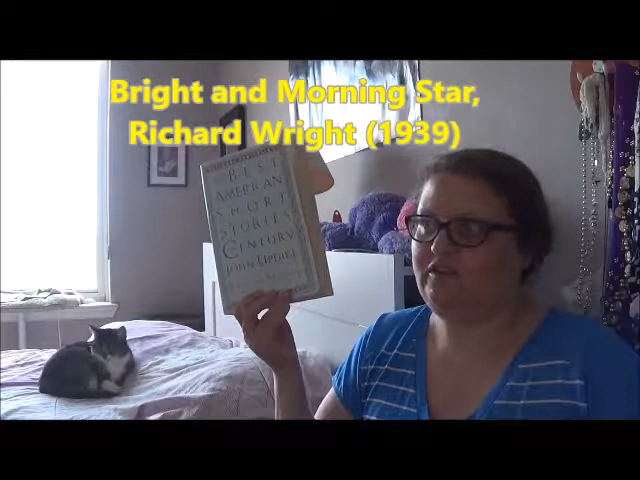 Bright and Morning Star,
Richard Wright (1939)
BEST
AMERICAN
SHORT
STORIES
CENTURY
JOHN UPDIKE